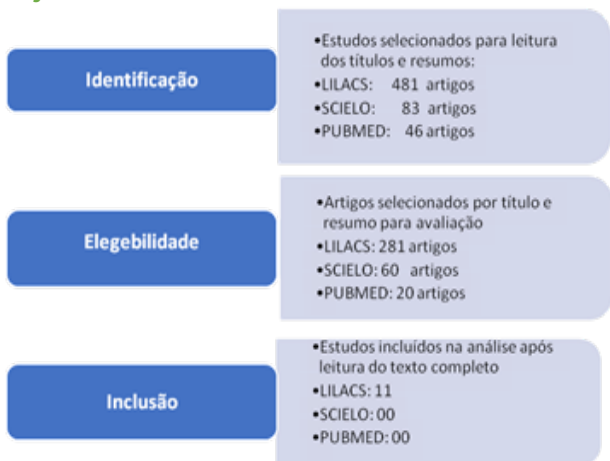 Identificação
•Estudos selecionados para leitura
dos títulos e resumos:
•LILACS: 481 artigos
•SCIELO: 83 artigos
•PUBMED: 46 artigos
Elegebilidade
•Artigos selecionados por título e
resumo para avaliação
•LILACS: 281 artigos
•SCIELO: 60 artigos
•PUBMED: 20 artigos
Inclusão
•Estudos incluídos na análise após
leitura do texto completo
•LILACS: 11
•SCIELO: 00
•PUBMED: 00